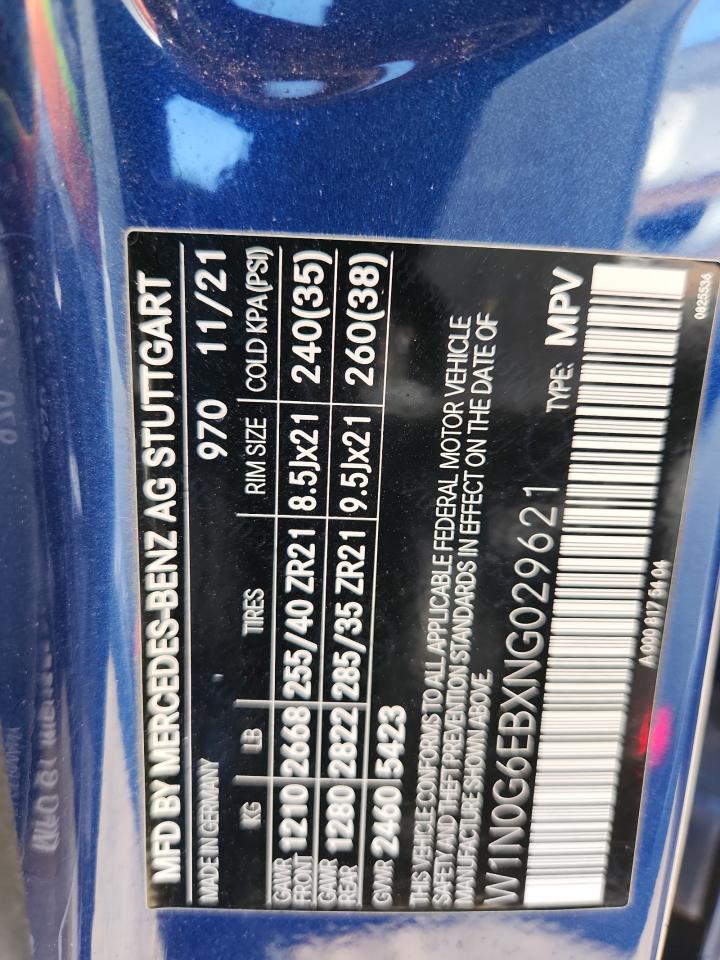 MFD BY MERCEDES-BENZ AG STUTTGART
MADE IN GERMANY 970 11/21
KG LB TIRES RIM SIZE COLD KPA(PSI)
GAWR FRONT 1210 2668 255/40 ZR21 8.5Jx21 240(35)
GAWR REAR 1280 2822 285/35 ZR21 9.5Jx21 260(38)
GVWR 2460 5423
THIS VEHICLE CONFORMS TO ALL APPLICABLE FEDERAL MOTOR VEHICLE
SAFETY AND THEFT PREVENTION STANDARDS IN EFFECT ON THE DATE OF
MANUFACTURE SHOWN ABOVE.
W1N0G6EBXNG029621 TYPE: MPV
A 000 817 54 04 0825536